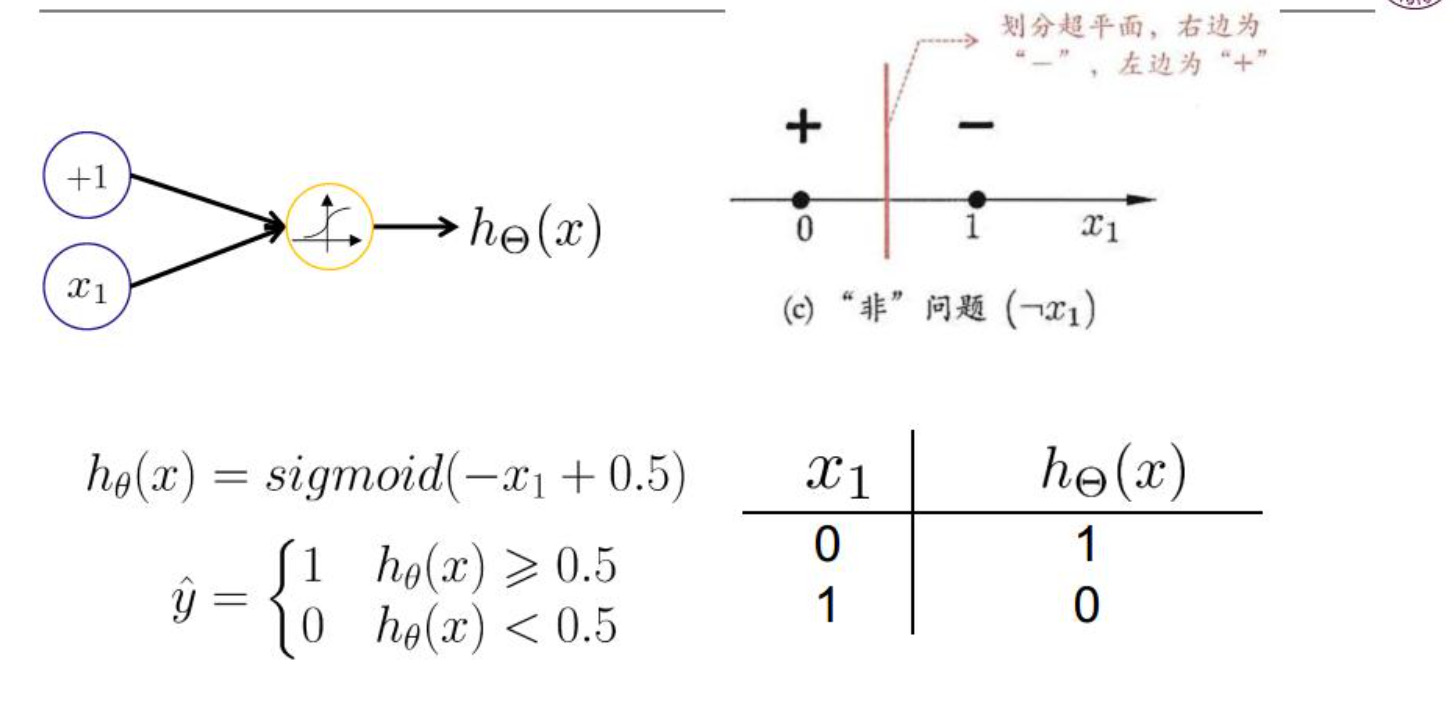 划分超平面，右边为
“－”，左边为“+”
+ −
+1
x₁
h_Θ(x)
0 1 x₁
(c) “非” 问题 (¬x₁)
h_θ(x) = sigmoid(−x₁ + 0.5)
ŷ = { 1 h_θ(x) ⩾ 0.5
0 h_θ(x) < 0.5
x₁ h_Θ(x)
0 1
1 0